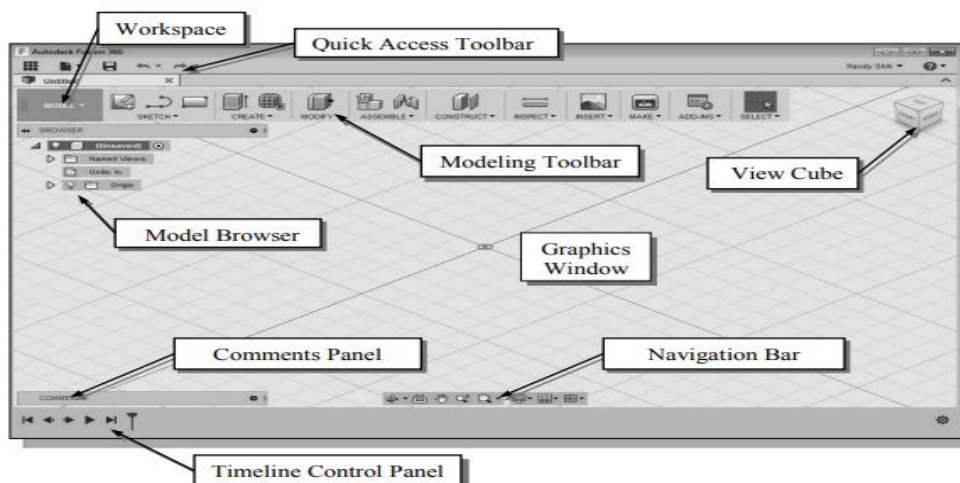 Workspace
Quick Access Toolbar
Autodesk Fusion 360
Randy Shih
Untitled
MODEL
SKETCH
CREATE
MODIFY
ASSEMBLE
CONSTRUCT
INSPECT
INSERT
MAKE
ADD-INS
SELECT
BROWSER
(Unsaved)
Named Views
Units: in
Origin
Modeling Toolbar
View Cube
Model Browser
Graphics
Window
Comments Panel
Navigation Bar
Timeline Control Panel